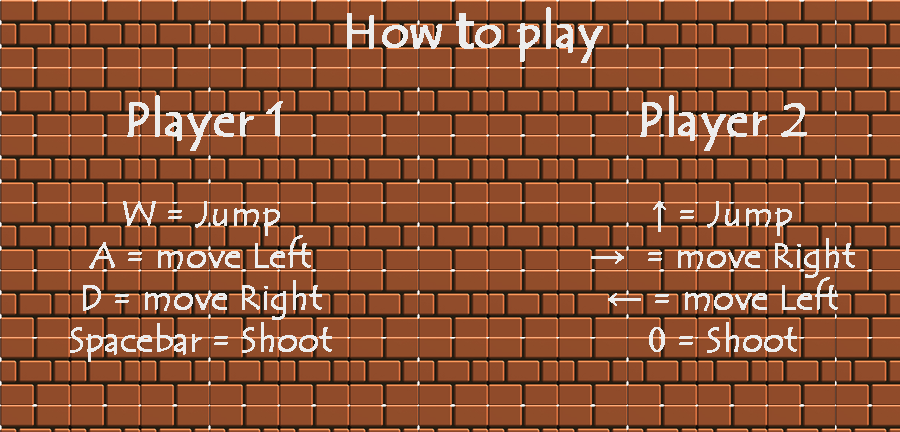 How to play
Player 1
W = Jump
A = move Left
D = move Right
Spacebar = Shoot
Player 2
↑ = Jump
→ = move Right
← = move Left
0 = Shoot